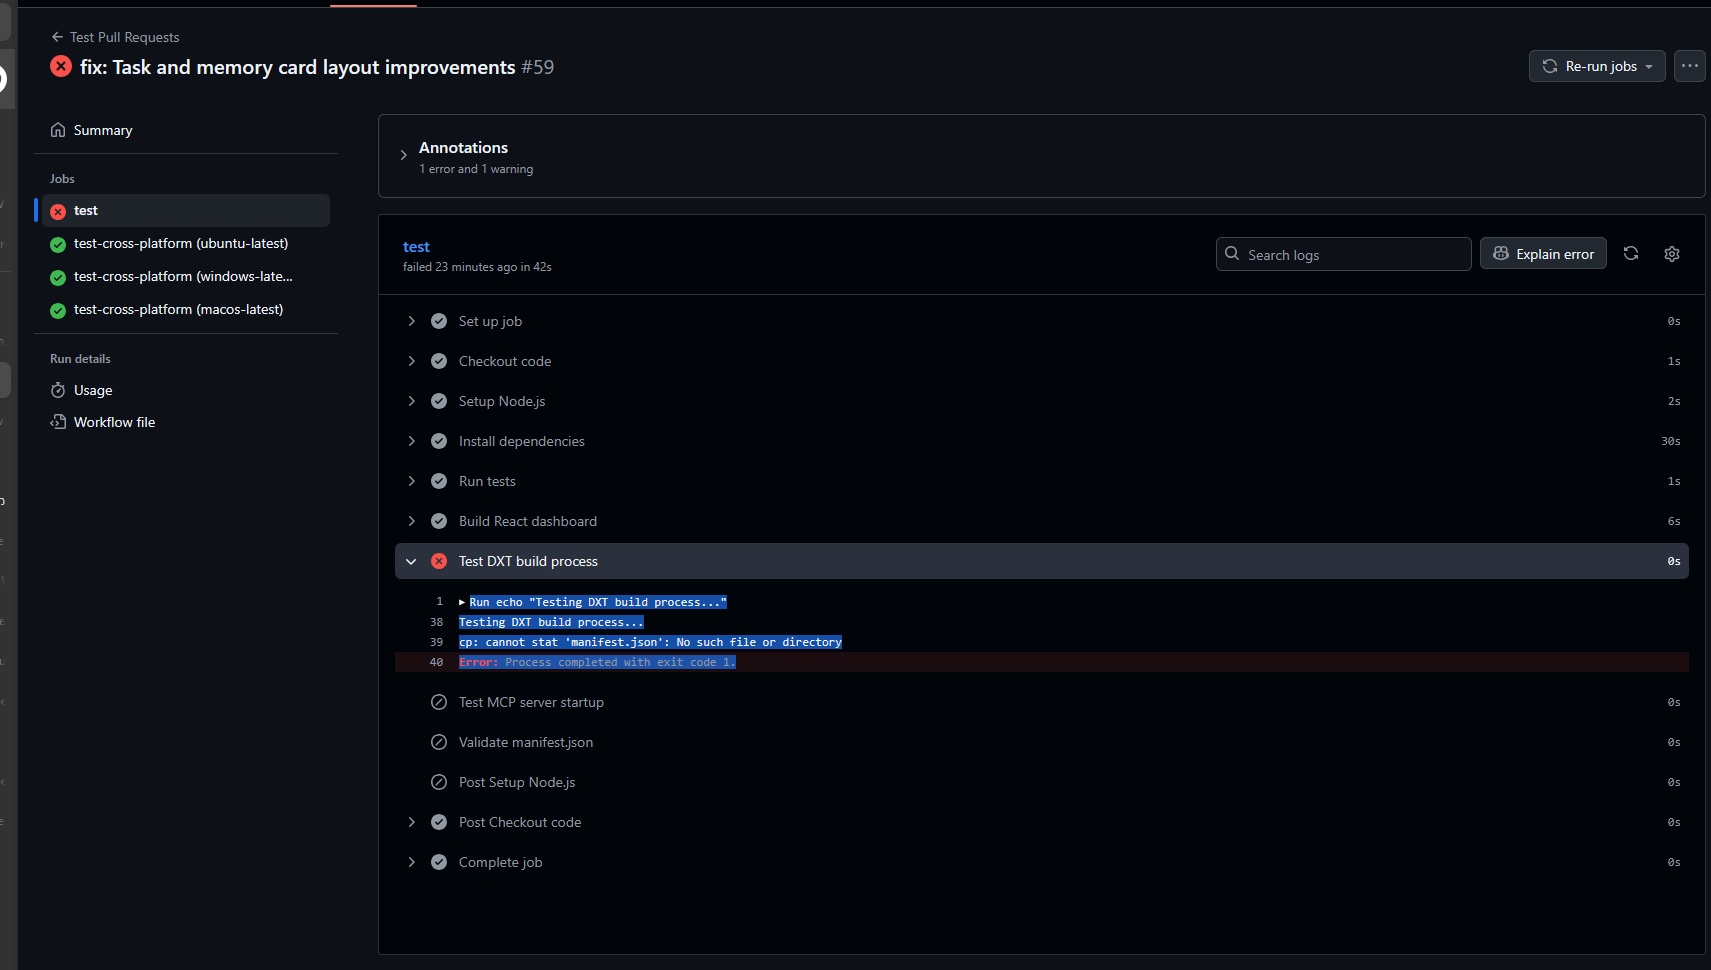 Test Pull Requests
fix: Task and memory card layout improvements #59
Re-run jobs
Summary
Jobs
test
test-cross-platform (ubuntu-latest)
test-cross-platform (windows-late...
test-cross-platform (macos-latest)
Run details
Usage
Workflow file
Annotations
1 error and 1 warning
test
failed 23 minutes ago in 42s
Search logs
Explain error
Set up job 0s
Checkout code 1s
Setup Node.js 2s
Install dependencies 30s
Run tests 1s
Build React dashboard 6s
Test DXT build process 0s
1 Run echo "Testing DXT build process..."
38 Testing DXT build process...
39 cp: cannot stat 'manifest.json': No such file or directory
40 Error: Process completed with exit code 1.
Test MCP server startup 0s
Validate manifest.json 0s
Post Setup Node.js 0s
Post Checkout code 0s
Complete job 0s